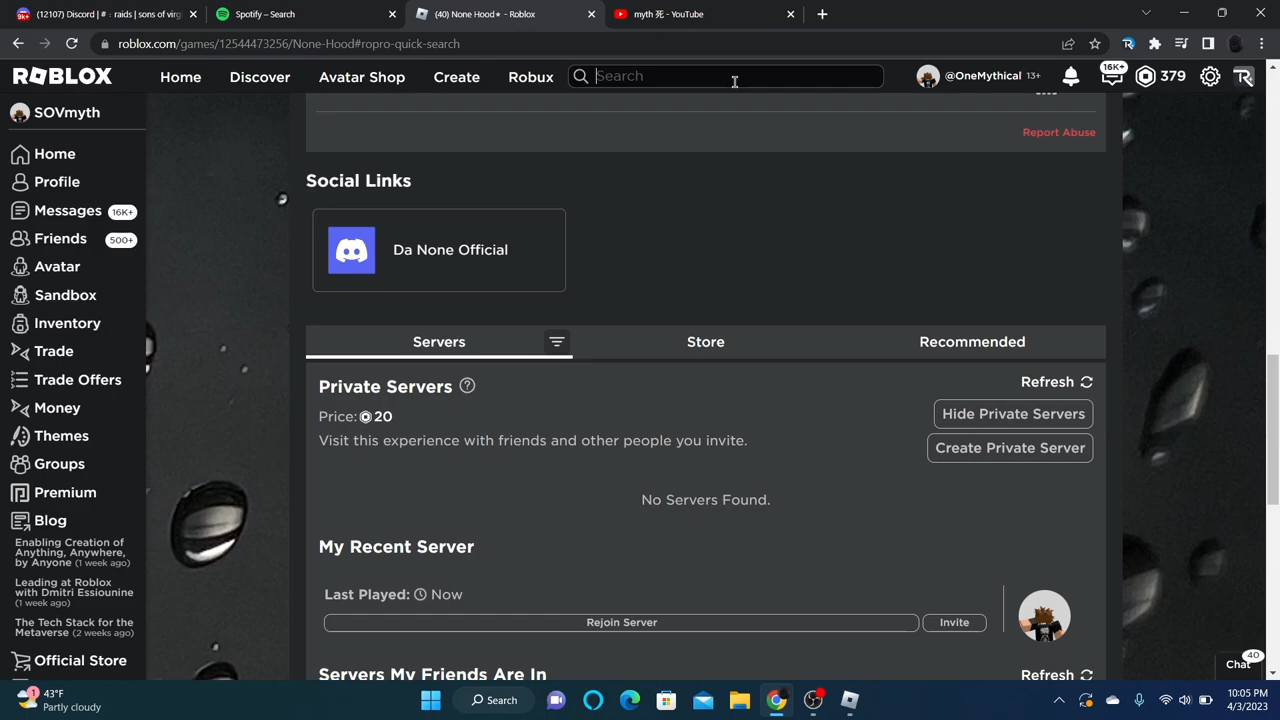 9K+ (12107) Discord | # : raids | sons of virg
Spotify – Search
(40) None Hood⋆ - Roblox
myth 死 - YouTube
roblox.com/games/12544473256/None-Hood#ropro-quick-search
ROBLOX Home Discover Avatar Shop Create Robux Search @OneMythical 13+ 16K+ 379
SOVmyth
Home
Profile
Messages 16K+
Friends 500+
Avatar
Sandbox
Inventory
Trade
Trade Offers
Money
Themes
Groups
Premium
Blog
Enabling Creation of
Anything, Anywhere,
by Anyone (1 week ago)
Leading at Roblox
with Dmitri Essiounine
(1 week ago)
The Tech Stack for the
Metaverse (2 weeks ago)
Official Store
Report Abuse
Social Links
Da None Official
Servers Store Recommended
Private Servers ?
Refresh
Price: 20
Hide Private Servers
Visit this experience with friends and other people you invite.
Create Private Server
No Servers Found.
My Recent Server
Last Played: Now
Rejoin Server Invite
Servers My Friends Are In
Refresh
Chat 40
1 43°F
Partly cloudy
Search
10:05 PM
4/3/2023